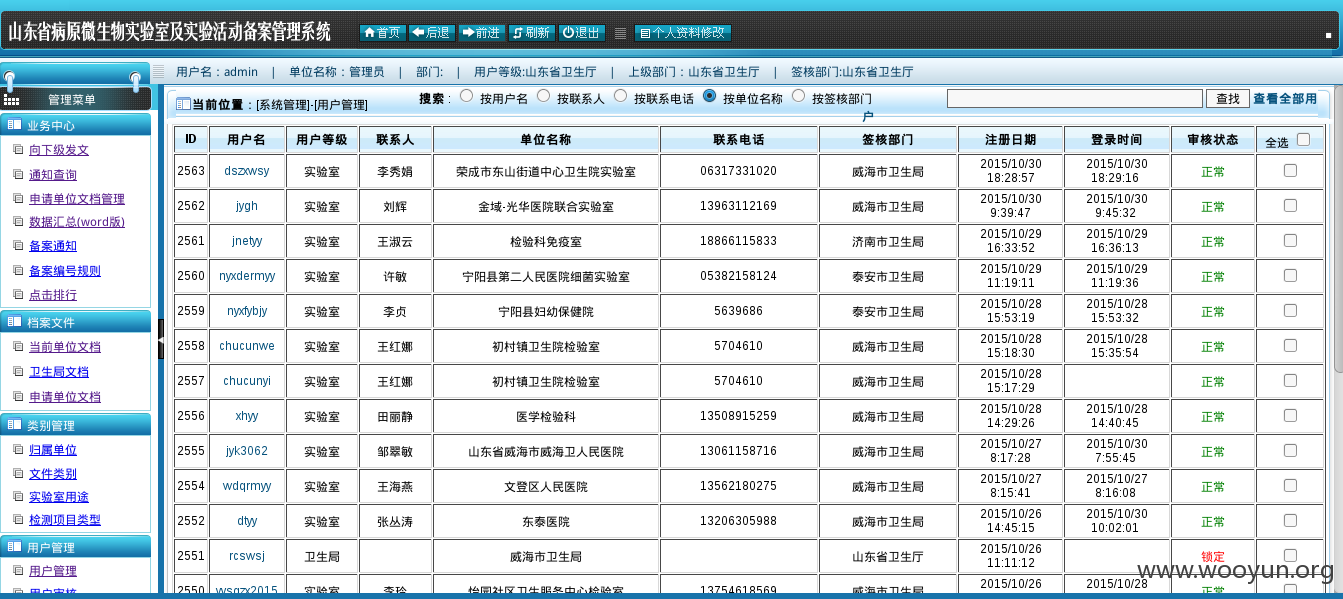 山东省病原微生物实验室及实验活动备案管理系统 首页 后退 前进 刷新 退出 个人资料修改
用户名：admin | 单位名称：管理员 | 部门: | 用户等级:山东省卫生厅 | 上级部门：山东省卫生厅 | 签核部门:山东省卫生厅
管理菜单
业务中心
向下级发文
通知查询
申请单位文档管理
数据汇总(word版)
备案通知
备案编号规则
点击排行
档案文件
当前单位文档
卫生局文档
申请单位文档
类别管理
归属单位
文件类别
实验室用途
检测项目类型
用户管理
用户管理
用户审核
当前位置：[系统管理]-[用户管理] 搜索： 按用户名 按联系人 按联系电话 按单位名称 按签核部门 查找 查看全部用
户
ID 用户名 用户等级 联系人 单位名称 联系电话 签核部门 注册日期 登录时间 审核状态 全选
2563 dszxwsy 实验室 李秀娟 荣成市东山街道中心卫生院实验室 06317331020 威海市卫生局 2015/10/30 18:28:57 2015/10/30 18:29:16 正常
2562 jygh 实验室 刘辉 金域-光华医院联合实验室 13963112169 威海市卫生局 2015/10/30 9:39:47 2015/10/30 9:45:32 正常
2561 jnetyy 实验室 王淑云 检验科免疫室 18866115833 济南市卫生局 2015/10/29 16:33:52 2015/10/29 16:36:13 正常
2560 nyxdermyy 实验室 许敏 宁阳县第二人民医院细菌实验室 05382158124 泰安市卫生局 2015/10/29 11:19:11 2015/10/29 11:19:36 正常
2559 nyxfybjy 实验室 李贞 宁阳县妇幼保健院 5639686 泰安市卫生局 2015/10/28 15:53:19 2015/10/28 15:53:32 正常
2558 chucunwe 实验室 王红娜 初村镇卫生院检验室 5704610 威海市卫生局 2015/10/28 15:18:30 2015/10/28 15:35:54 正常
2557 chucunyi 实验室 王红娜 初村镇卫生院检验室 5704610 威海市卫生局 2015/10/28 15:17:29 正常
2556 xhyy 实验室 田丽静 医学检验科 13508915259 威海市卫生局 2015/10/28 14:29:26 2015/10/28 14:40:45 正常
2555 jyk3062 实验室 邹翠敏 山东省威海市威海卫人民医院 13061158716 威海市卫生局 2015/10/27 8:17:28 2015/10/30 7:55:45 正常
2554 wdqrmyy 实验室 王海燕 文登区人民医院 13562180275 威海市卫生局 2015/10/27 8:15:41 2015/10/27 8:16:08 正常
2552 dtyy 实验室 张丛涛 东泰医院 13206305988 威海市卫生局 2015/10/26 14:45:15 2015/10/30 10:02:01 正常
2551 rcswsj 卫生局 威海市卫生局 山东省卫生厅 2015/10/26 11:11:12 锁定
2550 wsqzx2015 实验室 李玲 怡园社区卫生服务中心检验室 13754618569 威海市卫生局 2015/10/26 2015/10/28 正常
www.wooyun.org